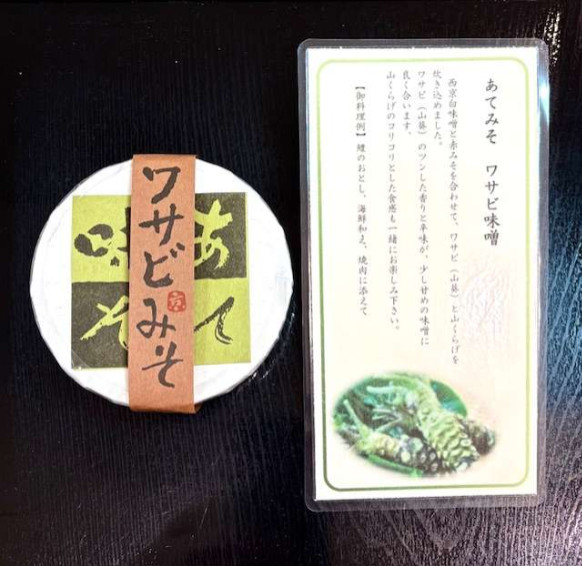 あてみそ
ワサビみそ
京
あてみそ　ワサビ味噌
西京白味噌と赤みそを合わせて、ワサビ（山葵）と山くらげを
炊き込めました。
ワサビ（山葵）のツンした香りと辛味が、少し甘めの味噌に
良く合います。
山くらげのコリコリとした食感も一緒にお楽しみ下さい。
【御料理例】鱧のおとし、海鮮和え、焼肉に添えて